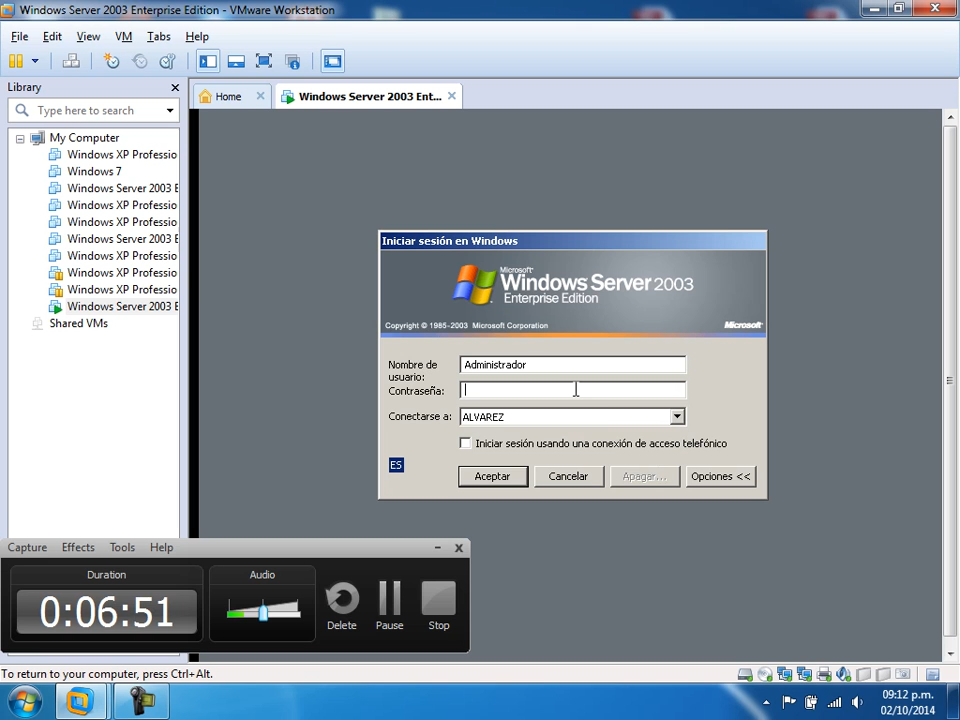 Windows Server 2003 Enterprise Edition - VMware Workstation
File Edit View VM Tabs Help
Library
Home
Windows Server 2003 Ent...
Type here to search
My Computer
Windows XP Professio
Windows 7
Windows Server 2003 E
Windows XP Professio
Windows XP Professio
Windows Server 2003 E
Windows XP Professio
Windows XP Professio
Windows Server 2003 E
Shared VMs
Iniciar sesión en Windows
Microsoft
Windows Server 2003
Enterprise Edition
Copyright © 1985-2003 Microsoft Corporation
Microsoft
Nombre de usuario:
Administrador
Contraseña:
Conectarse a:
ALVAREZ
Iniciar sesión usando una conexión de acceso telefónico
ES
Aceptar
Cancelar
Apagar...
Opciones <<
Capture Effects Tools Help
Duration
0:06:51
Audio
Delete
Pause
Stop
To return to your computer, press Ctrl+Alt.
09:12 p.m.
02/10/2014